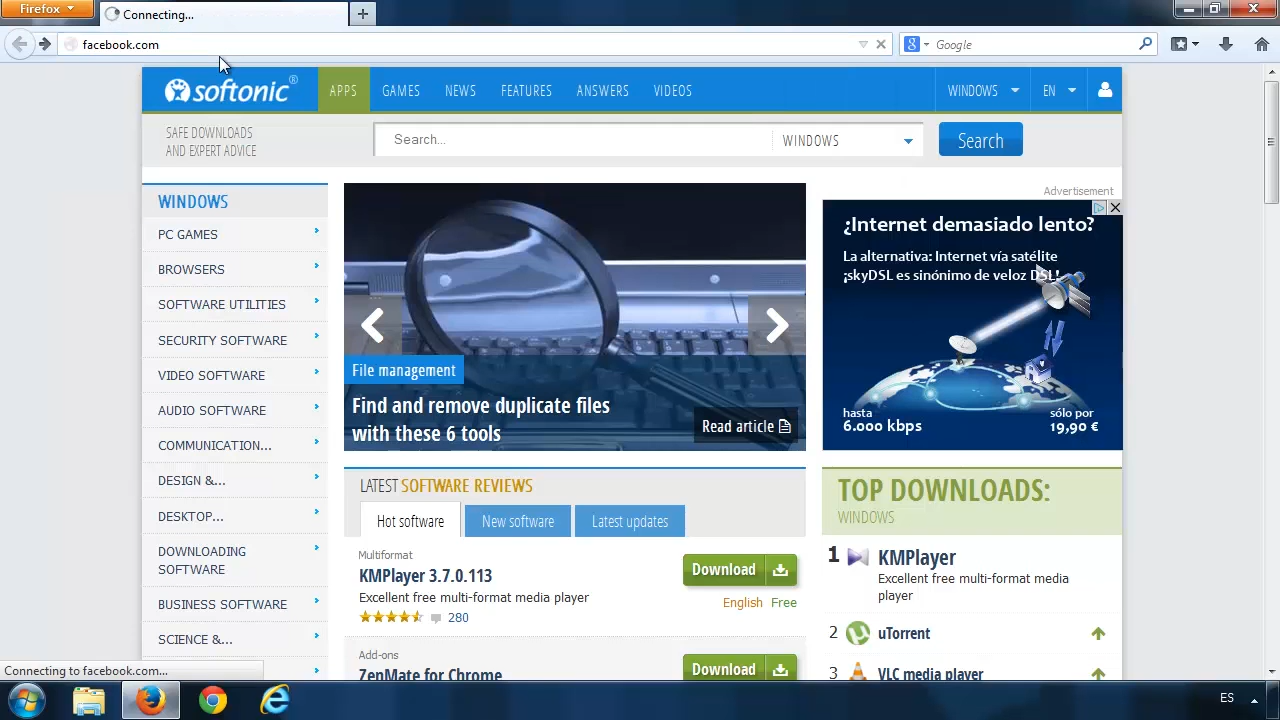 Firefox
Connecting...
facebook.com
Google
softonic®
APPS
GAMES
NEWS
FEATURES
ANSWERS
VIDEOS
WINDOWS
EN
SAFE DOWNLOADS
AND EXPERT ADVICE
Search...
WINDOWS
Search
WINDOWS
PC GAMES
BROWSERS
SOFTWARE UTILITIES
SECURITY SOFTWARE
VIDEO SOFTWARE
AUDIO SOFTWARE
COMMUNICATION...
DESIGN &...
DESKTOP...
DOWNLOADING
SOFTWARE
BUSINESS SOFTWARE
SCIENCE &...
File management
Find and remove duplicate files
with these 6 tools
Read article
Advertisement
¿Internet demasiado lento?
La alternativa: Internet vía satélite
¡skyDSL es sinónimo de veloz DSL!
hasta
6.000 kbps
sólo por
19,90 €
LATEST SOFTWARE REVIEWS
Hot software
New software
Latest updates
Multiformat
KMPlayer 3.7.0.113
Excellent free multi-format media player
280
Download
English Free
Add-ons
ZenMate for Chrome
Download
TOP DOWNLOADS:
WINDOWS
1 KMPlayer
Excellent free multi-format media
player
2 uTorrent
3 VLC media player
Connecting to facebook.com...
ES